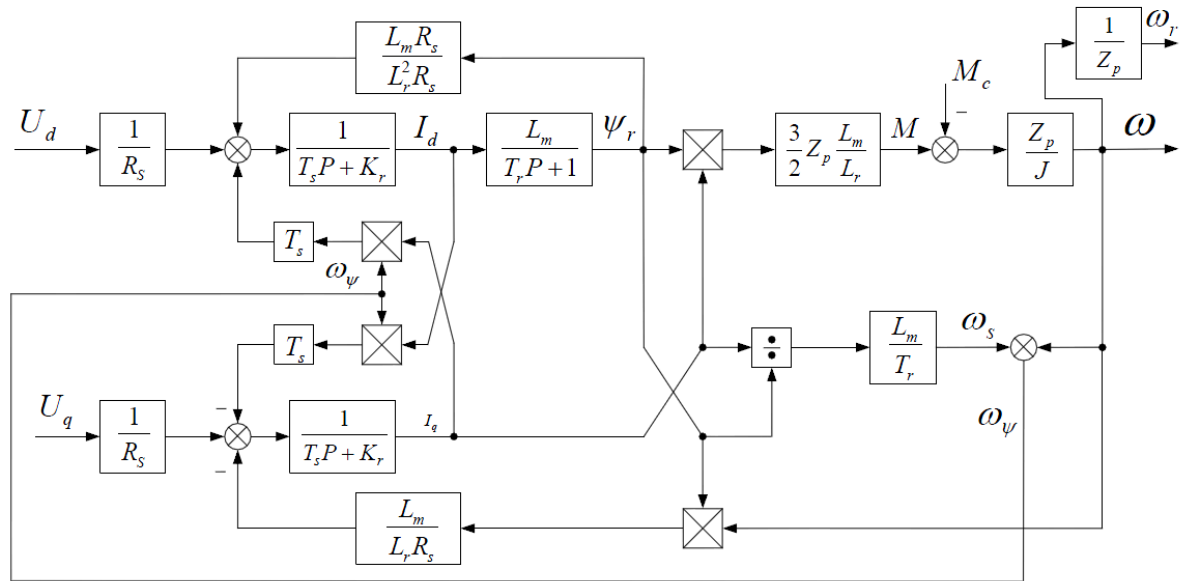 L_m R_s / L_r^2 R_s
1 / Z_p
ω_r
M_c
−
U_d
1 / R_S
1 / T_s P + K_r
I_d
L_m / T_r P + 1
ψ_r
3/2 Z_p L_m / L_r
M
Z_p / J
ω
T_s
ω_ψ
T_s
÷
L_m / T_r
ω_s
ω_ψ
−
U_q
1 / R_S
−
1 / T_s P + K_r
I_q
L_m / L_r R_s